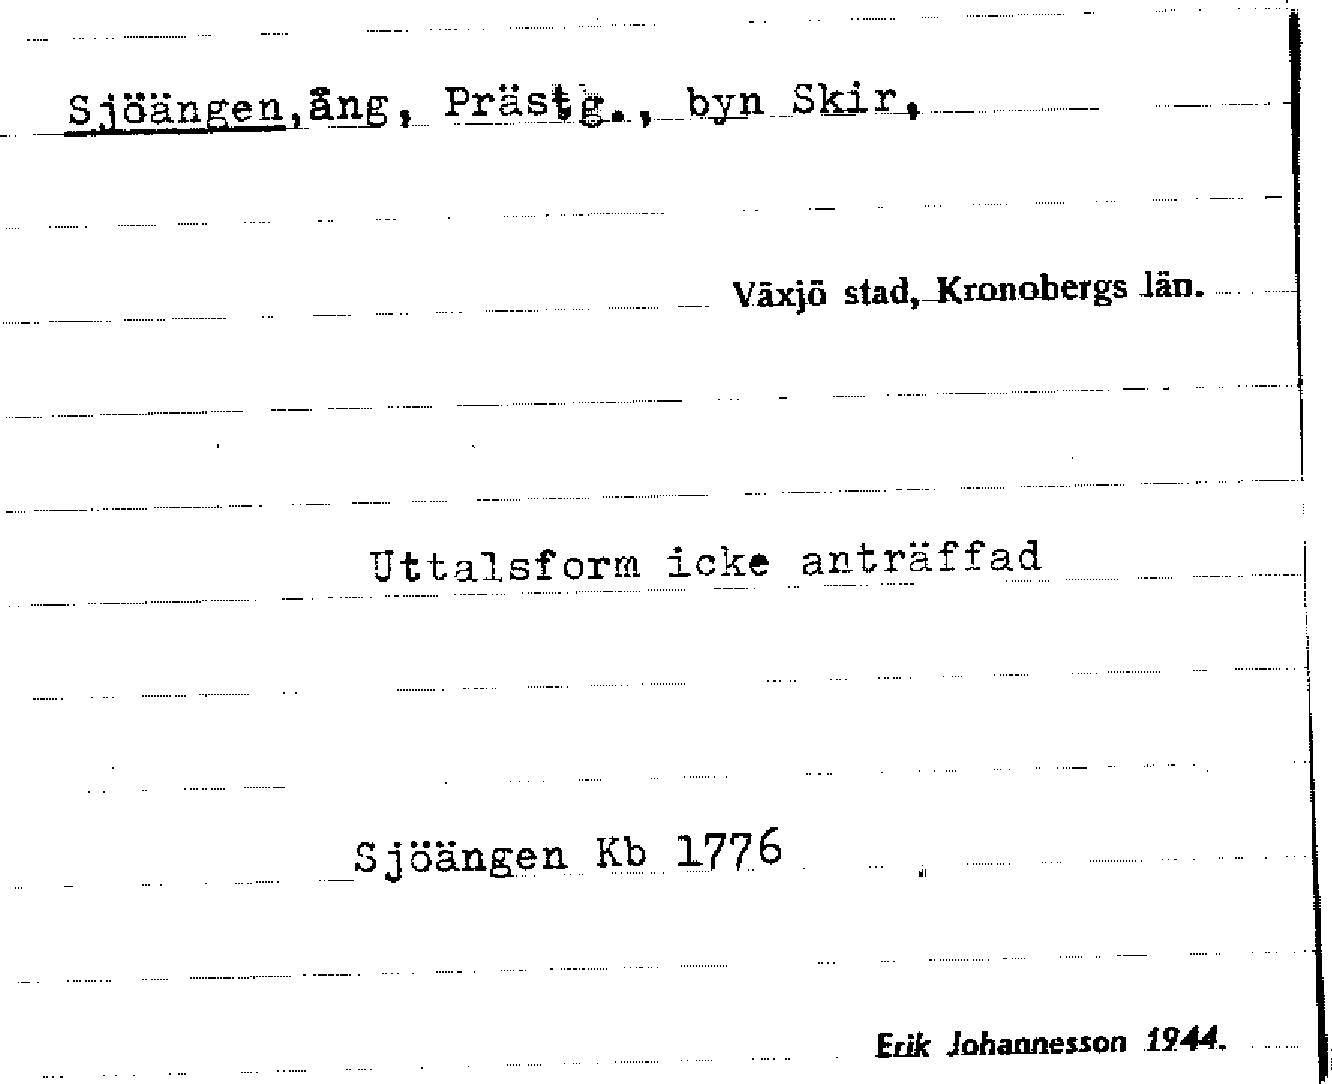 Sjöängen, äng, Prästg., byn Skir,
Växjö stad, Kronobergs län.
Uttalsform icke anträffad
Sjöängen Kb 1776
Erik Johannesson 1944.